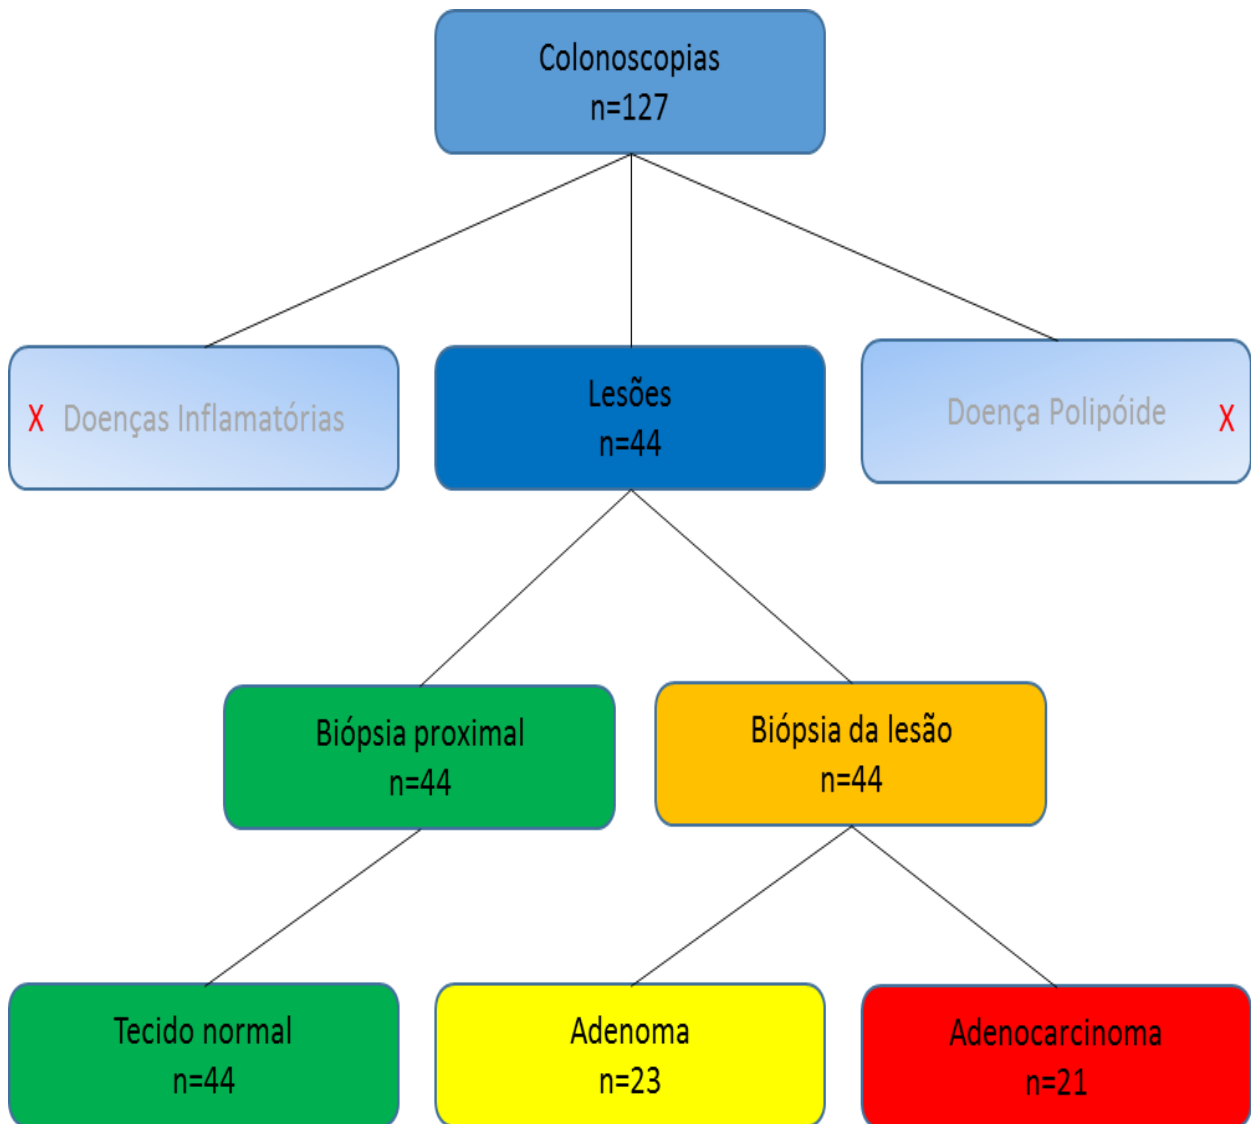 Colonoscopias
n=127
X Doenças Inflamatórias
Lesões
n=44
Doença Polipóide X
Biópsia proximal
n=44
Biópsia da lesão
n=44
Tecido normal
n=44
Adenoma
n=23
Adenocarcinoma
n=21